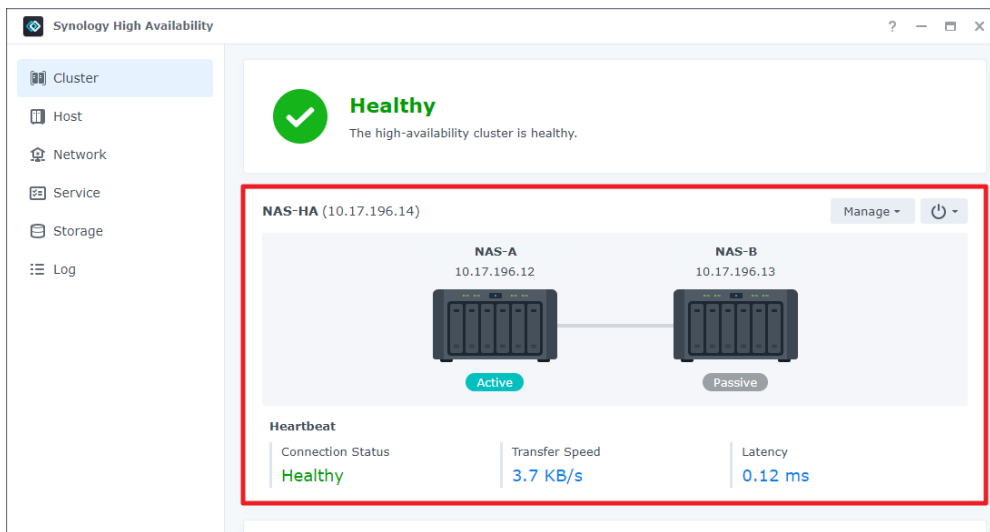 Synology High Availability
?
Cluster
Host
Network
Service
Storage
Log
Healthy
The high-availability cluster is healthy.
NAS-HA (10.17.196.14)
Manage
NAS-A
10.17.196.12
NAS-B
10.17.196.13
Active
Passive
Heartbeat
Connection Status
Healthy
Transfer Speed
3.7 KB/s
Latency
0.12 ms